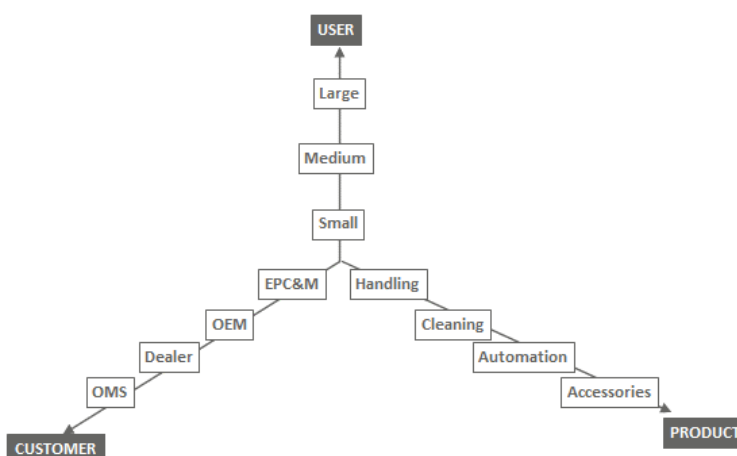 USER
Large
Medium
Small
EPC&M
Handling
OEM
Cleaning
Dealer
Automation
OMS
Accessories
PRODUCT
CUSTOMER